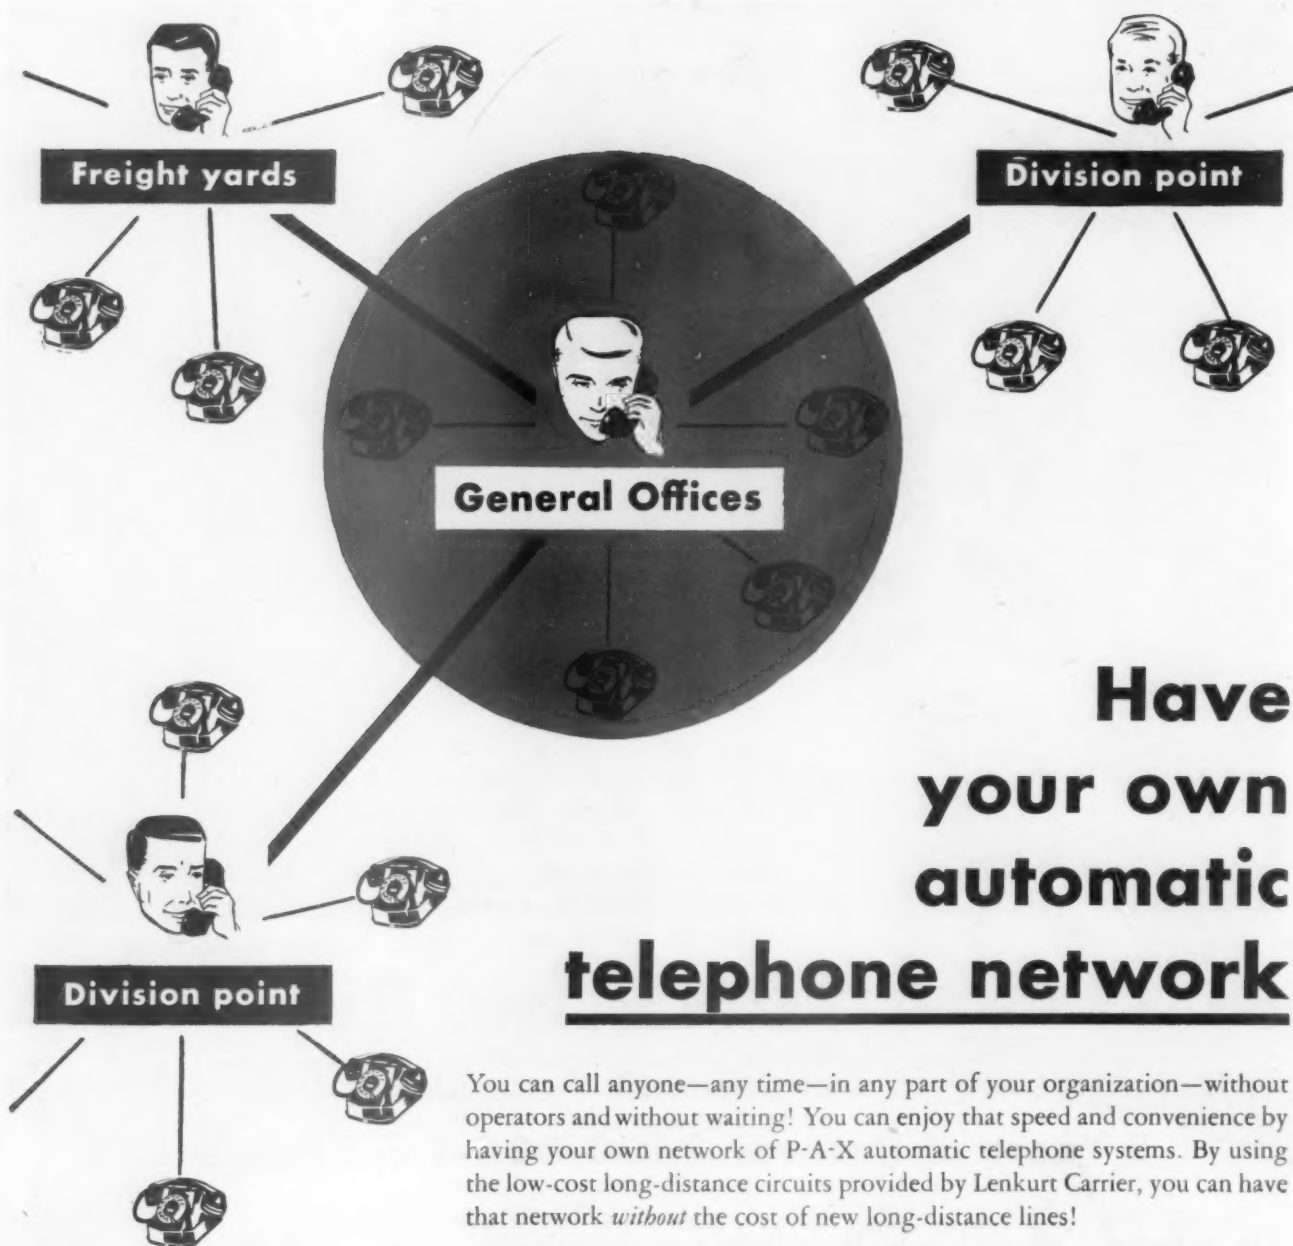 Freight yards
Division point
General Offices
Have
your own
automatic
telephone network
Division point
You can call anyone—any time—in any part of your organization—without
operators and without waiting! You can enjoy that speed and convenience by
having your own network of P-A-X automatic telephone systems. By using
the low-cost long-distance circuits provided by Lenkurt Carrier, you can have
that network without the cost of new long-distance lines!